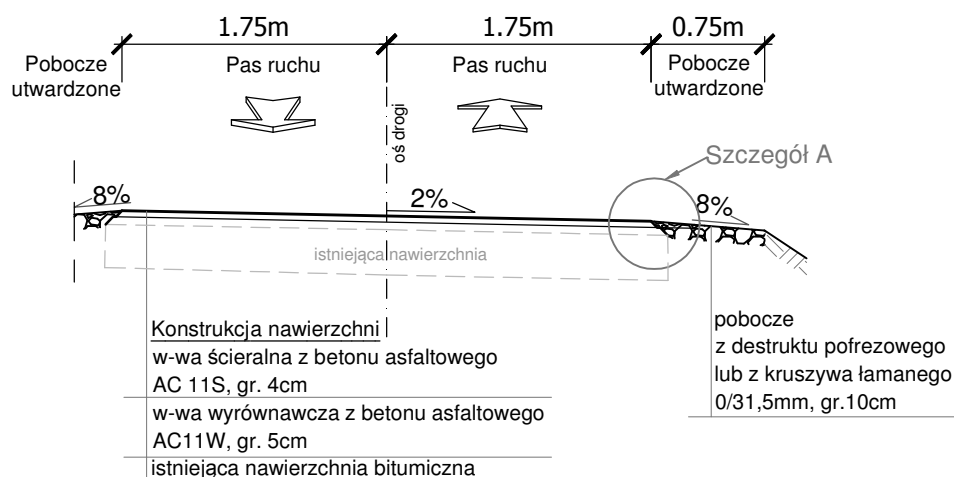 1.75m
1.75m
0.75m
Pobocze
utwardzone
Pas ruchu
Pas ruchu
Pobocze
utwardzone
oś drogi
Szczegół A
8%
2%
8%
istniejąca nawierzchnia
Konstrukcja nawierzchni
w-wa ścieralna z betonu asfaltowego
AC 11S, gr. 4cm
w-wa wyrównawcza z betonu asfaltowego
AC11W, gr. 5cm
istniejąca nawierzchnia bitumiczna
pobocze
z destruktu pofrezowego
lub z kruszywa łamanego
0/31,5mm, gr.10cm